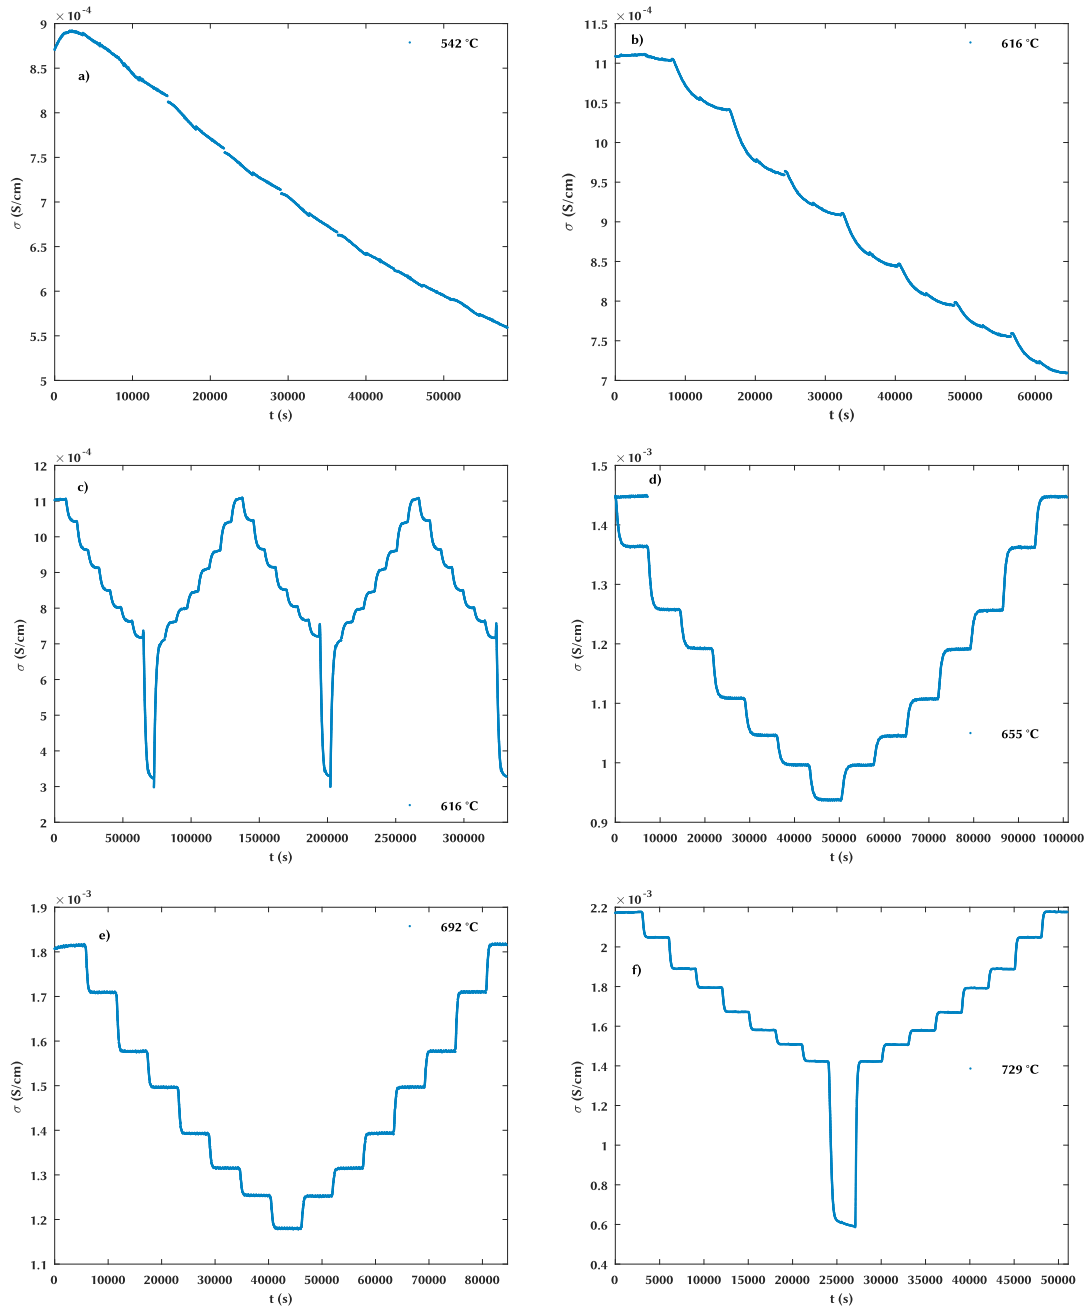 × 10⁻⁴
9
8.5
8
7.5
7
6.5
6
5.5
5
σ (S/cm)
a)
542 °C
0 10000 20000 30000 40000 50000
t (s)
× 10⁻⁴
11.5
11
10.5
10
9.5
9
8.5
8
7.5
7
σ (S/cm)
b)
616 °C
0 10000 20000 30000 40000 50000 60000
t (s)
× 10⁻⁴
12
11
10
9
8
7
6
5
4
3
2
σ (S/cm)
c)
616 °C
0 50000 100000 150000 200000 250000 300000
t (s)
× 10⁻³
1.5
1.4
1.3
1.2
1.1
1
0.9
σ (S/cm)
d)
655 °C
0 10000 20000 30000 40000 50000 60000 70000 80000 90000 100000
t (s)
× 10⁻³
1.9
1.8
1.7
1.6
1.5
1.4
1.3
1.2
1.1
σ (S/cm)
e)
692 °C
0 10000 20000 30000 40000 50000 60000 70000 80000
t (s)
× 10⁻³
2.2
2
1.8
1.6
1.4
1.2
1
0.8
0.6
0.4
σ (S/cm)
f)
729 °C
0 5000 10000 15000 20000 25000 30000 35000 40000 45000 50000
t (s)